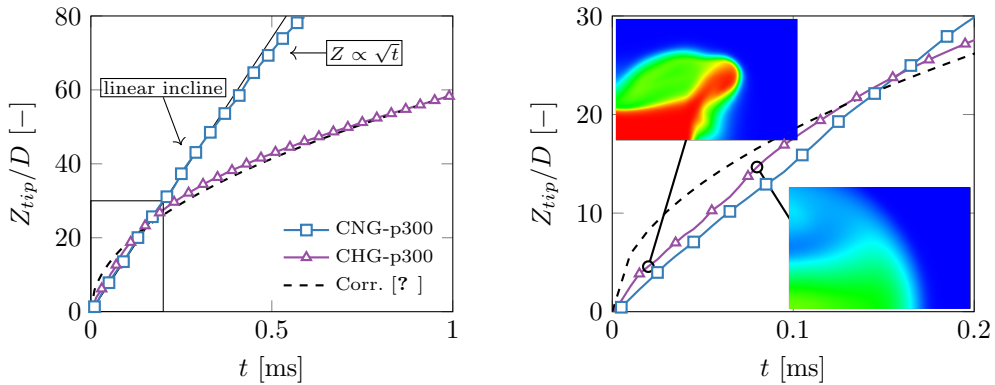 80
60
40
20
0
Z_tip/D [−]
0
0.5
1
t [ms]
Z ∝ √t
linear incline
CNG-p300
CHG-p300
Corr. [?]
30
20
10
0
Z_tip/D [−]
0
0.1
0.2
t [ms]